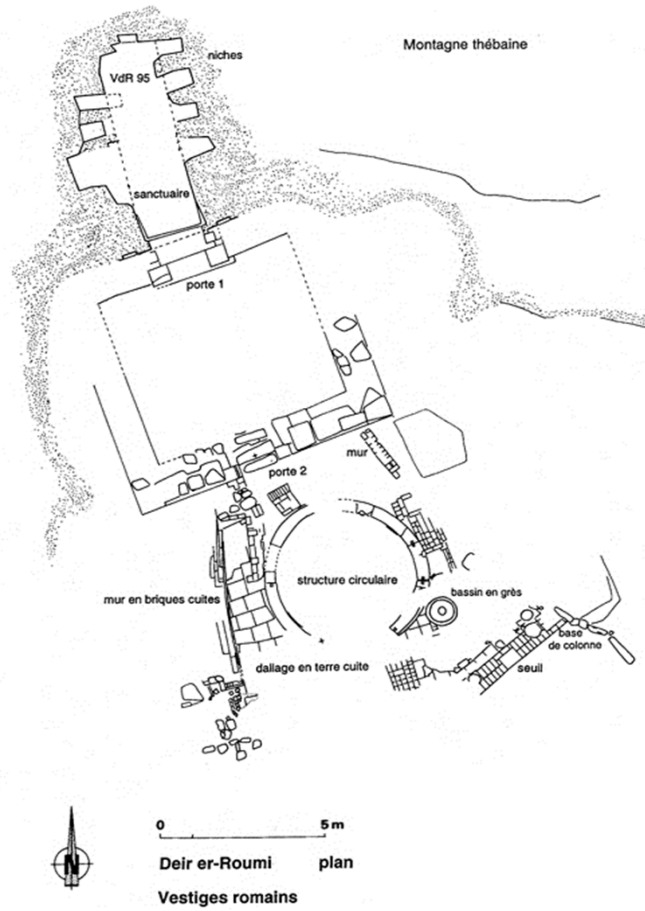 Montagne thébaine
niches
VdR 95
sanctuaire
porte 1
mur
porte 2
structure circulaire
mur en briques cuites
bassin en grès
base
de colonne
seuil
dallage en terre cuite
N
0 5 m
Deir er-Roumi plan
Vestiges romains